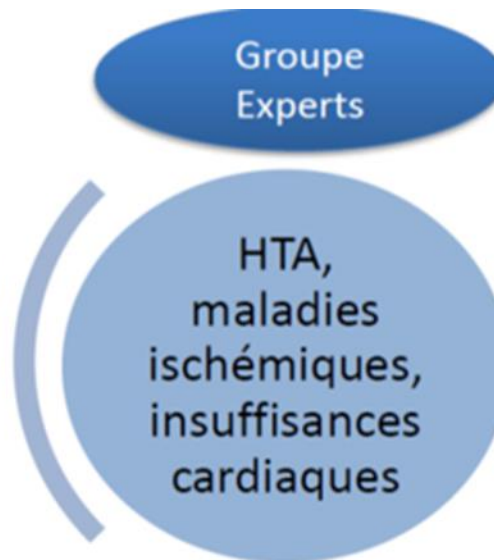 Groupe
Experts
HTA,
maladies
ischémiques,
insuffisances
cardiaques